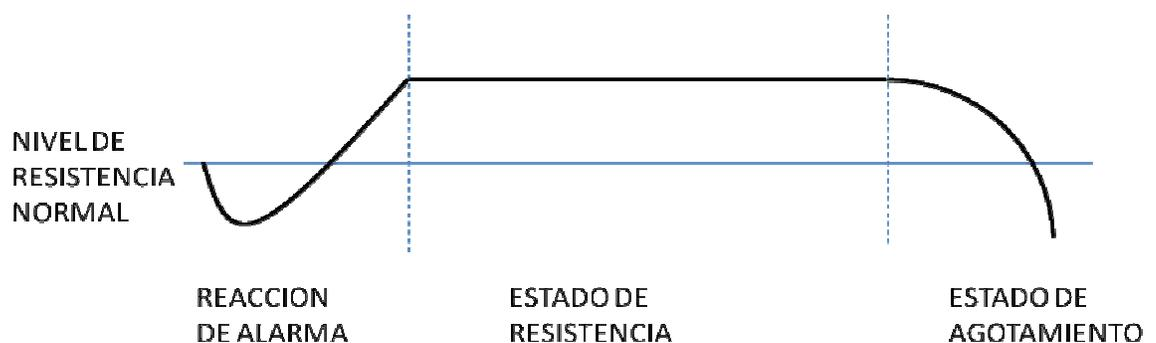 NIVEL DE
RESISTENCIA
NORMAL
REACCION
DE ALARMA
ESTADO DE
RESISTENCIA
ESTADO DE
AGOTAMIENTO